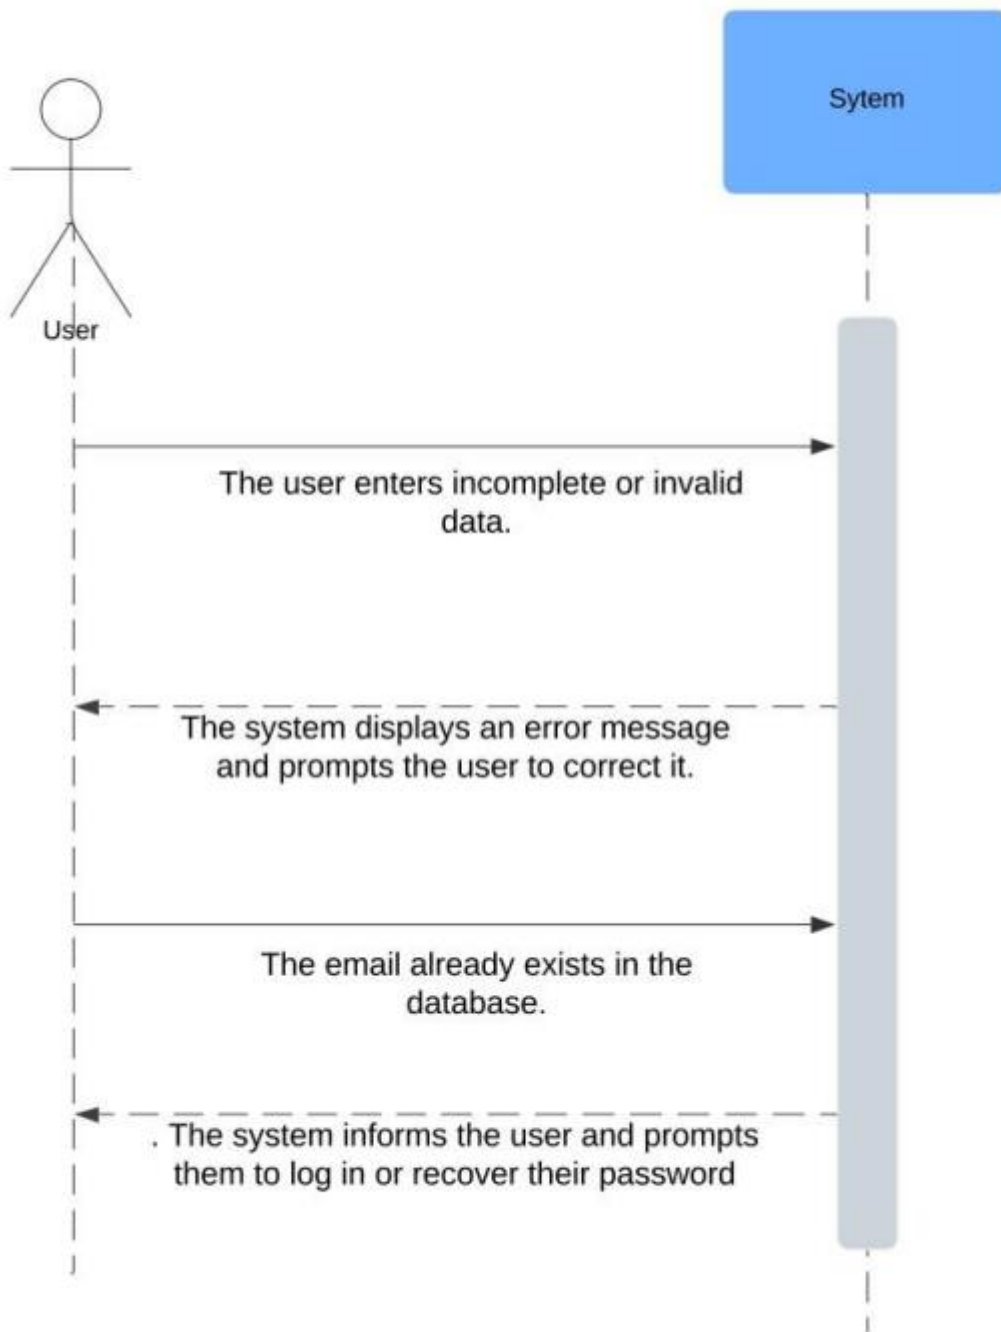 Sytem
User
The user enters incomplete or invalid
data.
The system displays an error message
and prompts the user to correct it.
The email already exists in the
database.
. The system informs the user and prompts
them to log in or recover their password